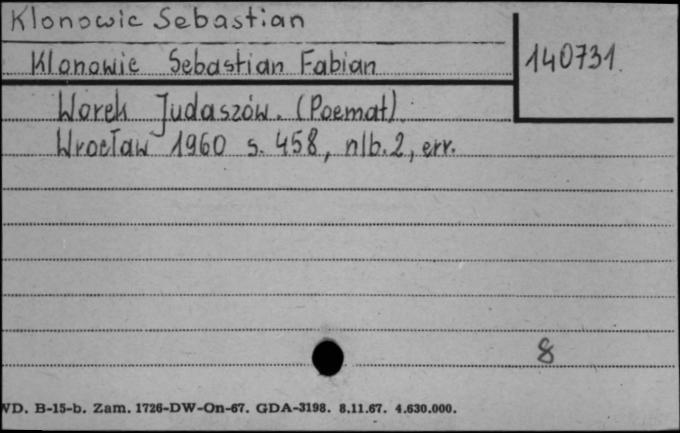 Klonowic Sebastian
Klonowic Sebastian Fabian
140731.
Worek Judaszów. (Poemat).
Wrocław 1960 s. 458, nlb. 2, err.
8
WD. B-15-b. Zam. 1726-DW-On-67. GDA-3198. 8.11.67. 4.630.000.